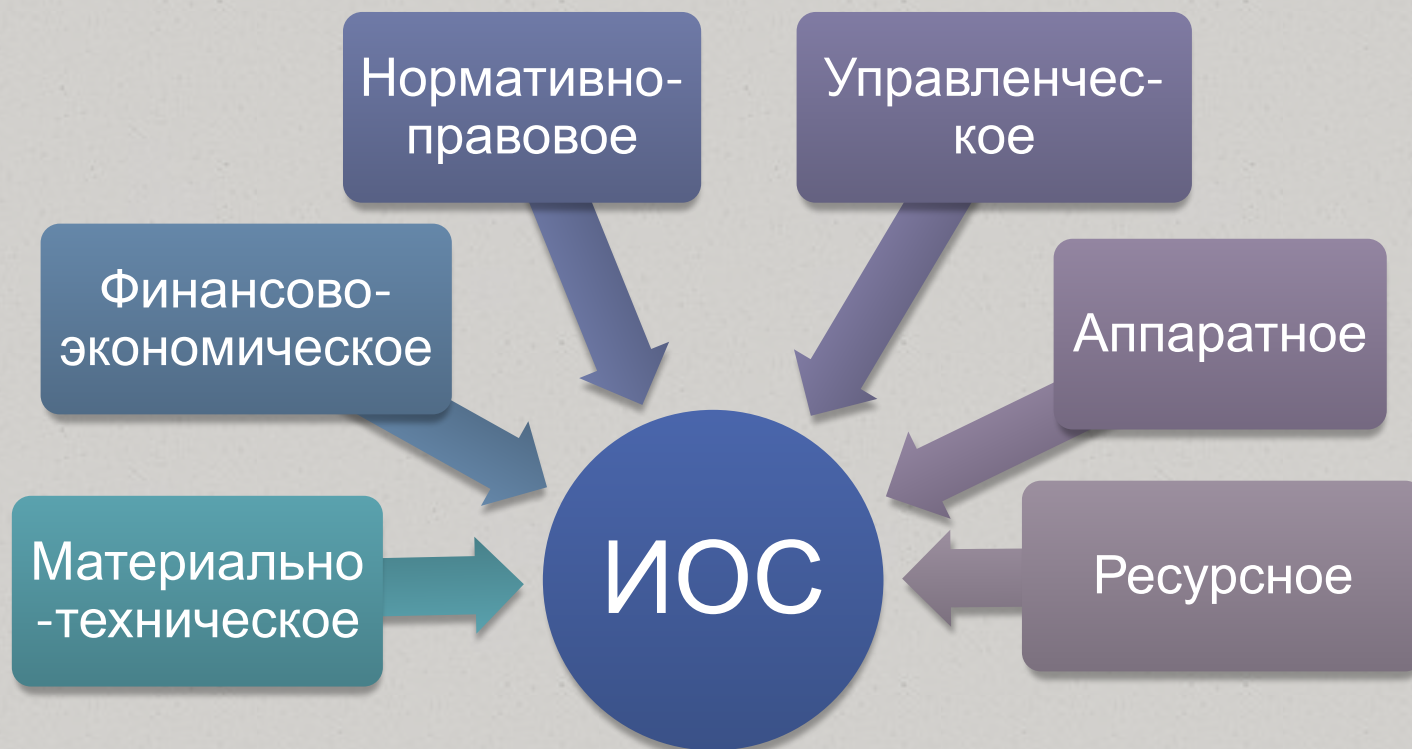 Нормативно-
правовое
Управленчес-
кое
Финансово-
экономическое
Аппаратное
Материально
-техническое
ИОС
Ресурсное